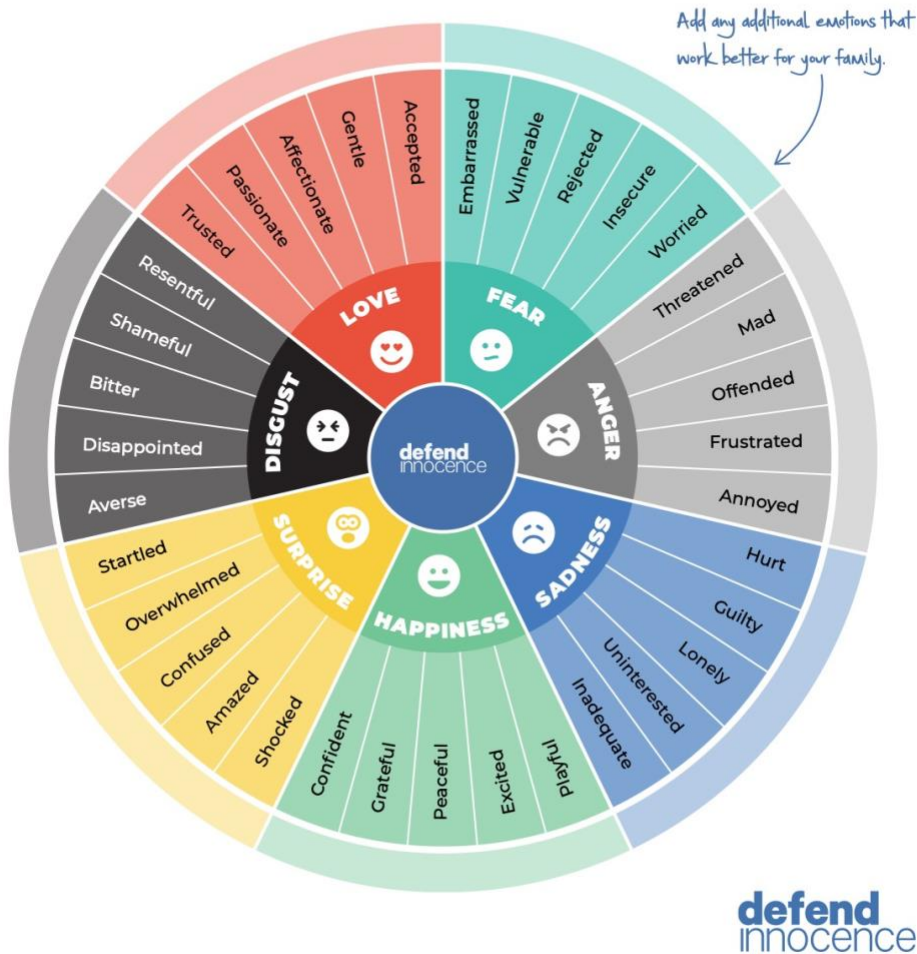 Add any additional emotions that
work better for your family.
LOVE
Trusted
Passionate
Affectionate
Gentle
Accepted
FEAR
Embarrassed
Vulnerable
Rejected
Insecure
Worried
ANGER
Threatened
Mad
Offended
Frustrated
Annoyed
SADNESS
Hurt
Guilty
Lonely
Uninterested
Inadequate
HAPPINESS
Playful
Excited
Peaceful
Grateful
Confident
SURPRISE
Shocked
Amazed
Confused
Overwhelmed
Startled
DISGUST
Averse
Disappointed
Bitter
Shameful
Resentful
defend
innocence
defend
innocence